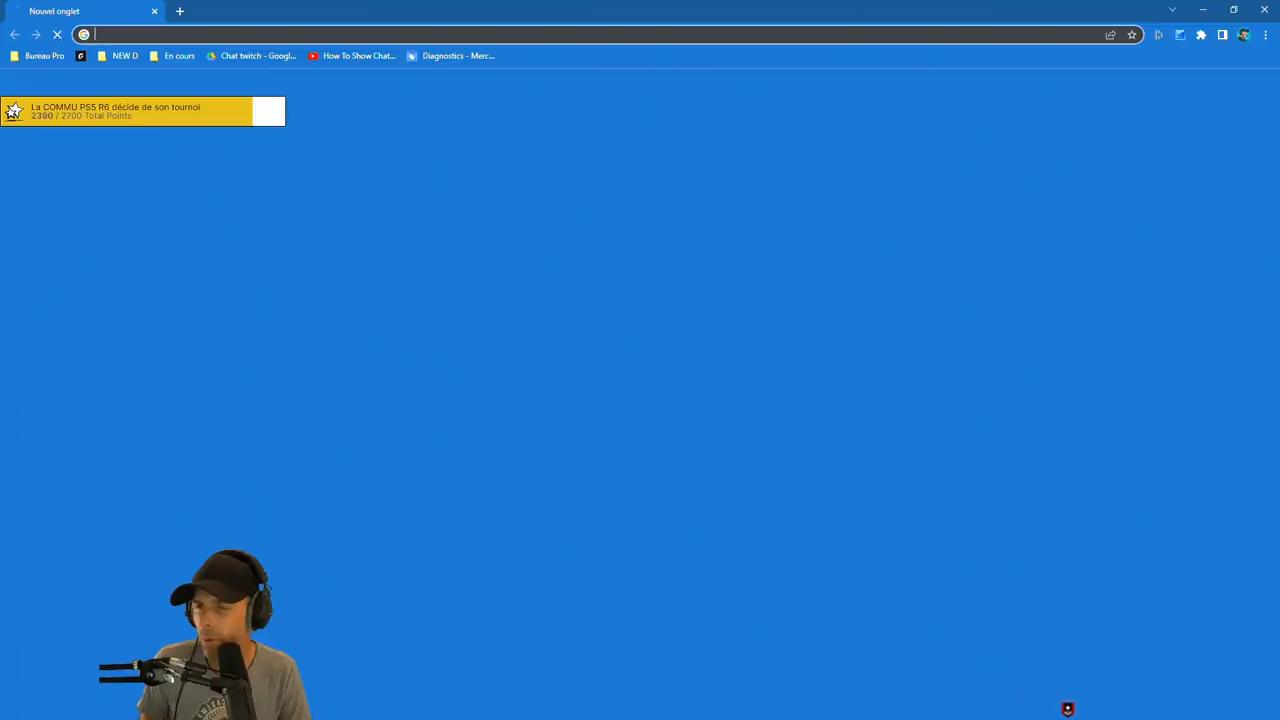 Nouvel onglet
Bureau Pro
NEW D
En cours
Chat twitch - Googl...
How To Show Chat...
Diagnostics - Merc...
La COMMU PS5 R6 décide de son tournoi
2390 / 2700 Total Points